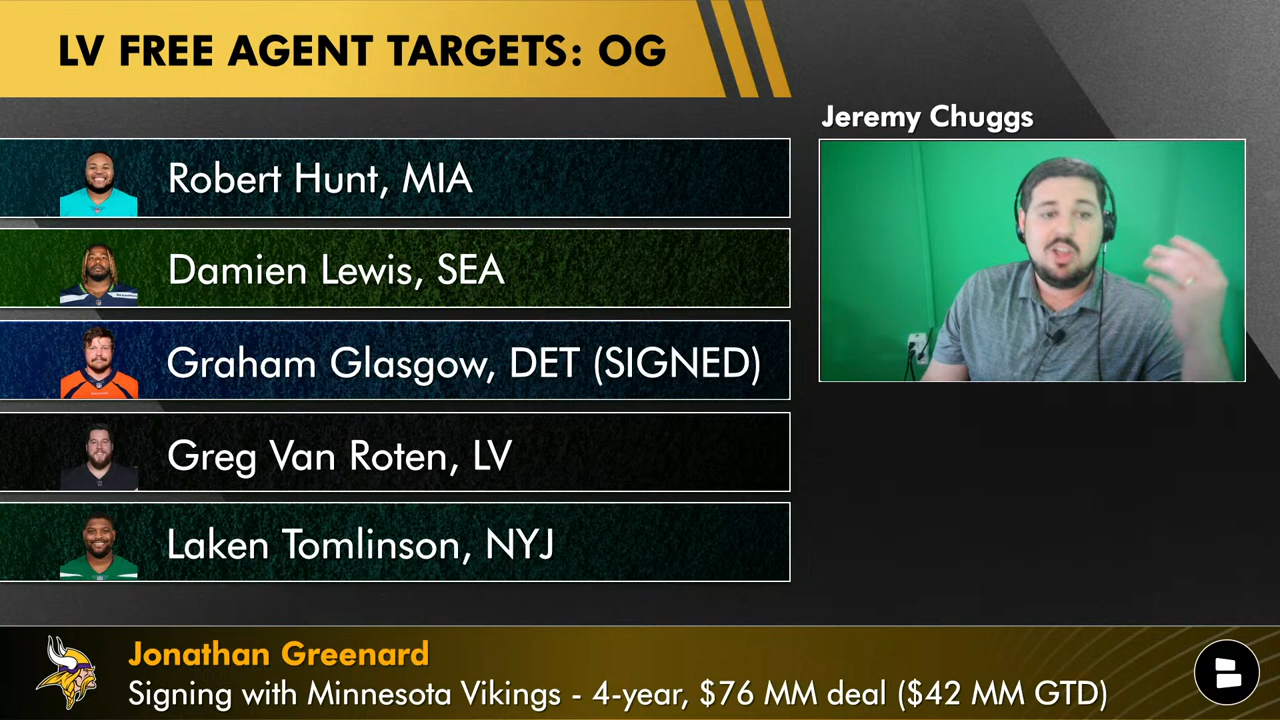 LV FREE AGENT TARGETS: OG
Jeremy Chuggs
Robert Hunt, MIA
Damien Lewis, SEA
Graham Glasgow, DET (SIGNED)
Greg Van Roten, LV
Laken Tomlinson, NYJ
Jonathan Greenard
Signing with Minnesota Vikings - 4-year, $76 MM deal ($42 MM GTD)